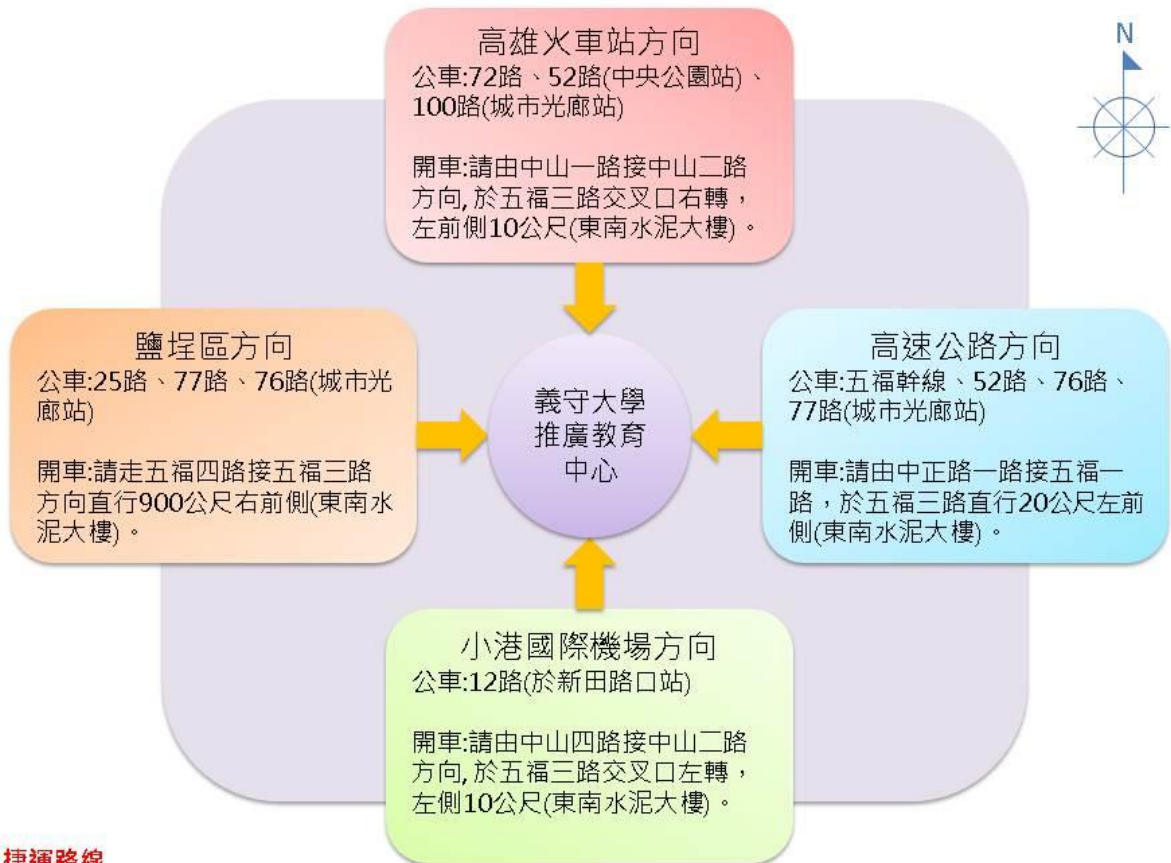 N
高雄火車站方向
公車:72路、52路(中央公園站)、
100路(城市光廊站)
開車:請由中山一路接中山二路
方向,於五福三路交叉口右轉，
左前側10公尺(東南水泥大樓)。
鹽埕區方向
公車:25路、77路、76路(城市光
廊站)
開車:請走五福四路接五福三路
方向直行900公尺右前側(東南水
泥大樓)。
義守大學
推廣教育
中心
高速公路方向
公車:五福幹線、52路、76路、
77路(城市光廊站)
開車:請由中正路一路接五福一
路，於五福三路直行20公尺左前
側(東南水泥大樓)。
小港國際機場方向
公車:12路(於新田路口站)
開車:請由中山四路接中山二路
方向,於五福三路交叉口左轉，
左側10公尺(東南水泥大樓)。
捷運路線